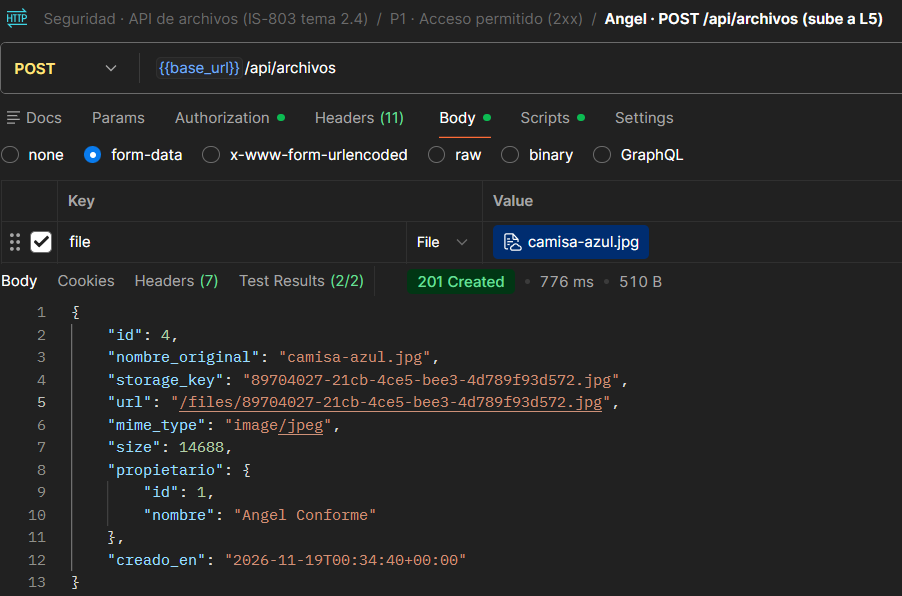 HTTP Seguridad · API de archivos (IS-803 tema 2.4) / P1 · Acceso permitido (2xx) / Angel · POST /api/archivos (sube a L5)
POST {{base_url}}/api/archivos
Docs Params Authorization Headers (11) Body Scripts Settings
none form-data x-www-form-urlencoded raw binary GraphQL
Key Value
file File camisa-azul.jpg
Body Cookies Headers (7) Test Results (2/2) 201 Created • 776 ms • 510 B
1 {
2 "id": 4,
3 "nombre_original": "camisa-azul.jpg",
4 "storage_key": "89704027-21cb-4ce5-bee3-4d789f93d572.jpg",
5 "url": "/files/89704027-21cb-4ce5-bee3-4d789f93d572.jpg",
6 "mime_type": "image/jpeg",
7 "size": 14688,
8 "propietario": {
9 "id": 1,
10 "nombre": "Angel Conforme"
11 },
12 "creado_en": "2026-11-19T00:34:40+00:00"
13 }